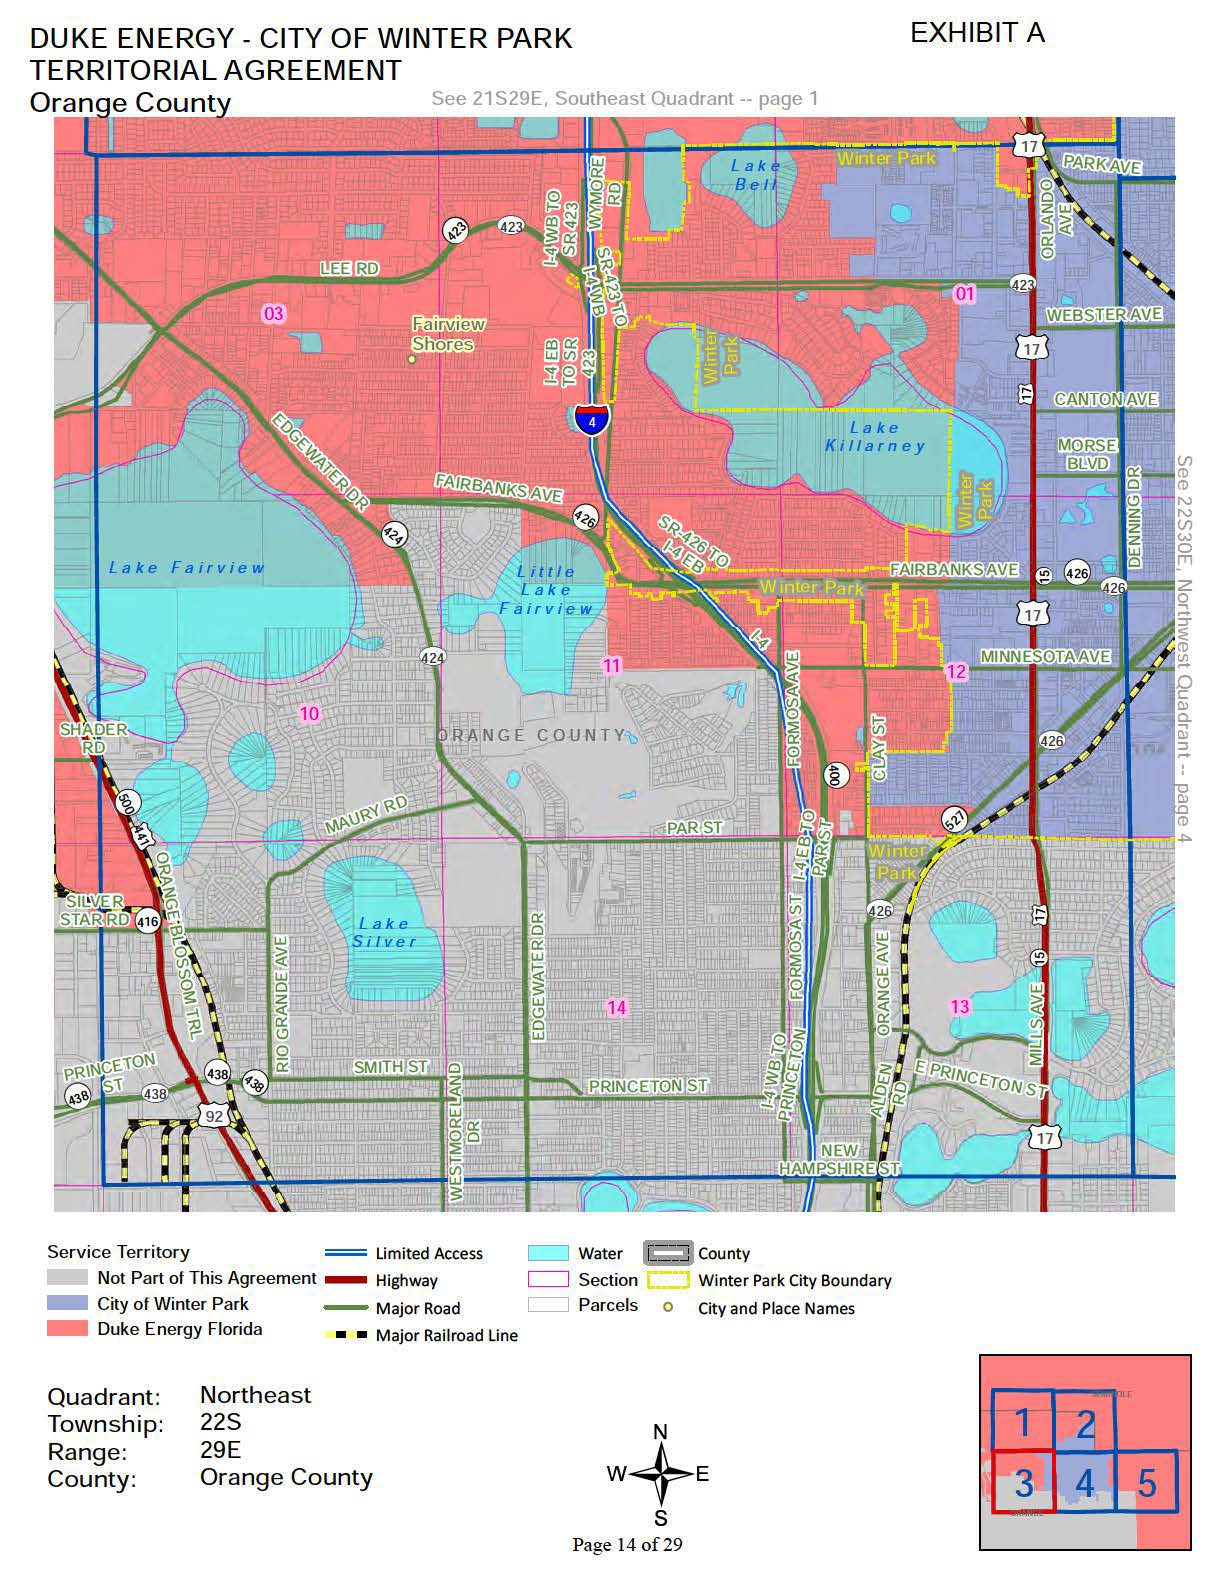 DUKE ENERGY - CITY OF WINTER PARK
TERRITORIAL AGREEMENT
Orange County
EXHIBIT A
See 21S29E, Southeast Quadrant -- page 1
See 22S30E, Northwest Quadrant -- page 4
17
PARK AVE
Winter Park
Lake
Bell
ORLANDO
AVE
WYMORE
RD
I-4 WB TO
SR 423
423
423
LEE RD
SR-423 TO
I-4 WB
423
01
03
Fairview
Shores
WEBSTER AVE
17
Winter
Park
I-4 EB
TO SR
423
17
CANTON AVE
4
Lake
Killarney
EDGEWATER DR
MORSE
BLVD
DENNING DR
Winter
Park
FAIRBANKS AVE
426
424
SR-426 TO
I-4 EB
Lake Fairview
Little
Lake
Fairview
FAIRBANKS AVE
15
426
426
Winter Park
17
I-4
424
11
MINNESOTA AVE
12
10
FORMOSA AVE
SHADER
RD
ORANGE COUNTY
CLAY ST
426
400
500
441
MAURY RD
PAR ST
527
I-4 EB TO
PAR ST
Winter
Park
ORANGE BLOSSOM TRL
SILVER
STAR RD
416
426
17
Lake
Silver
RIO GRANDE AVE
EDGEWATER DR
FORMOSA ST
ORANGE AVE
15
14
13
MILLS AVE
PRINCETON
ST
438
438
438
438
SMITH ST
PRINCETON ST
I-4 WB TO
PRINCETON
ALDEN
RD
E PRINCETON ST
92
WESTMORELAND
DR
17
NEW
HAMPSHIRE ST
Service Territory
Not Part of This Agreement
City of Winter Park
Duke Energy Florida
Limited Access
Highway
Major Road
Major Railroad Line
Water
Section
Parcels
County
Winter Park City Boundary
City and Place Names
Quadrant: Northeast
Township: 22S
Range: 29E
County: Orange County
N
W E
S
1 2
3 4 5
ORANGE
Page 14 of 29